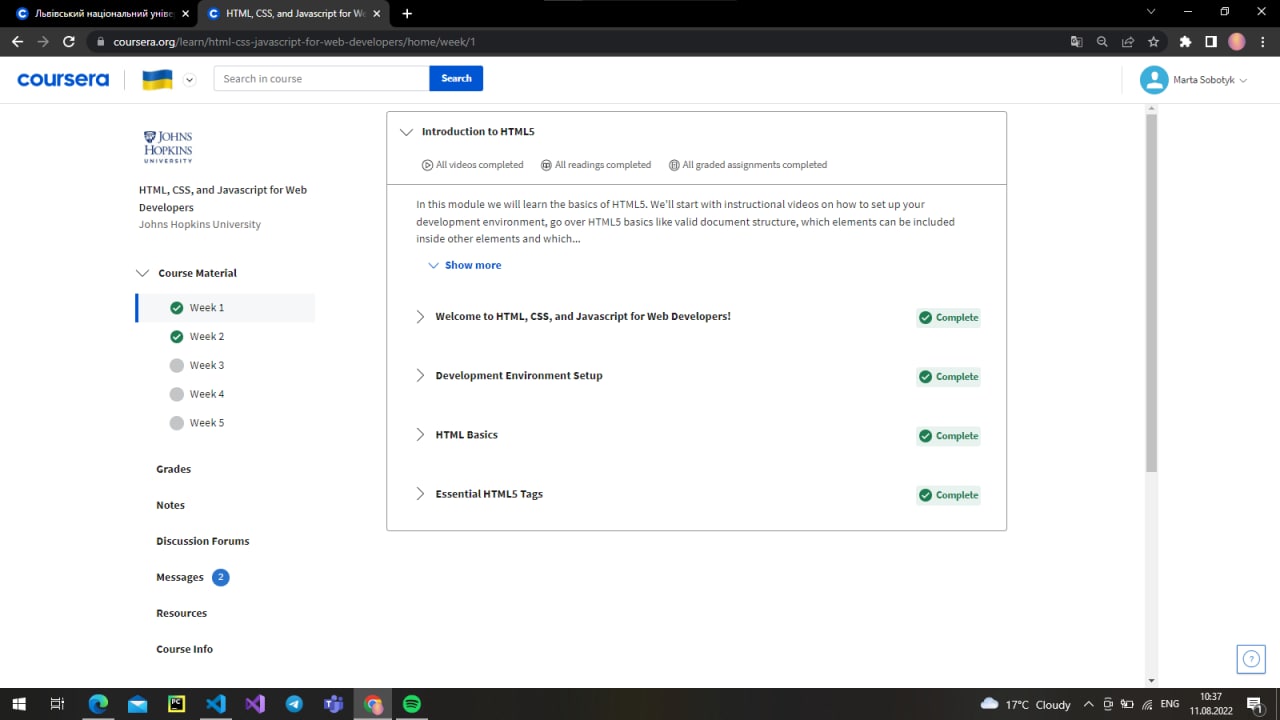 Львівський національний уніве
HTML, CSS, and Javascript for We
coursera.org/learn/html-css-javascript-for-web-developers/home/week/1
coursera
Search in course
Search
Marta Sobotyk
JOHNS
HOPKINS
UNIVERSITY
HTML, CSS, and Javascript for Web
Developers
Johns Hopkins University
Course Material
Week 1
Week 2
Week 3
Week 4
Week 5
Grades
Notes
Discussion Forums
Messages 2
Resources
Course Info
Introduction to HTML5
All videos completed All readings completed All graded assignments completed
In this module we will learn the basics of HTML5. We'll start with instructional videos on how to set up your
development environment, go over HTML5 basics like valid document structure, which elements can be included
inside other elements and which...
Show more
Welcome to HTML, CSS, and Javascript for Web Developers! Complete
Development Environment Setup Complete
HTML Basics Complete
Essential HTML5 Tags Complete
?
PC
17°C Cloudy
ENG
10:37
11.08.2022
1